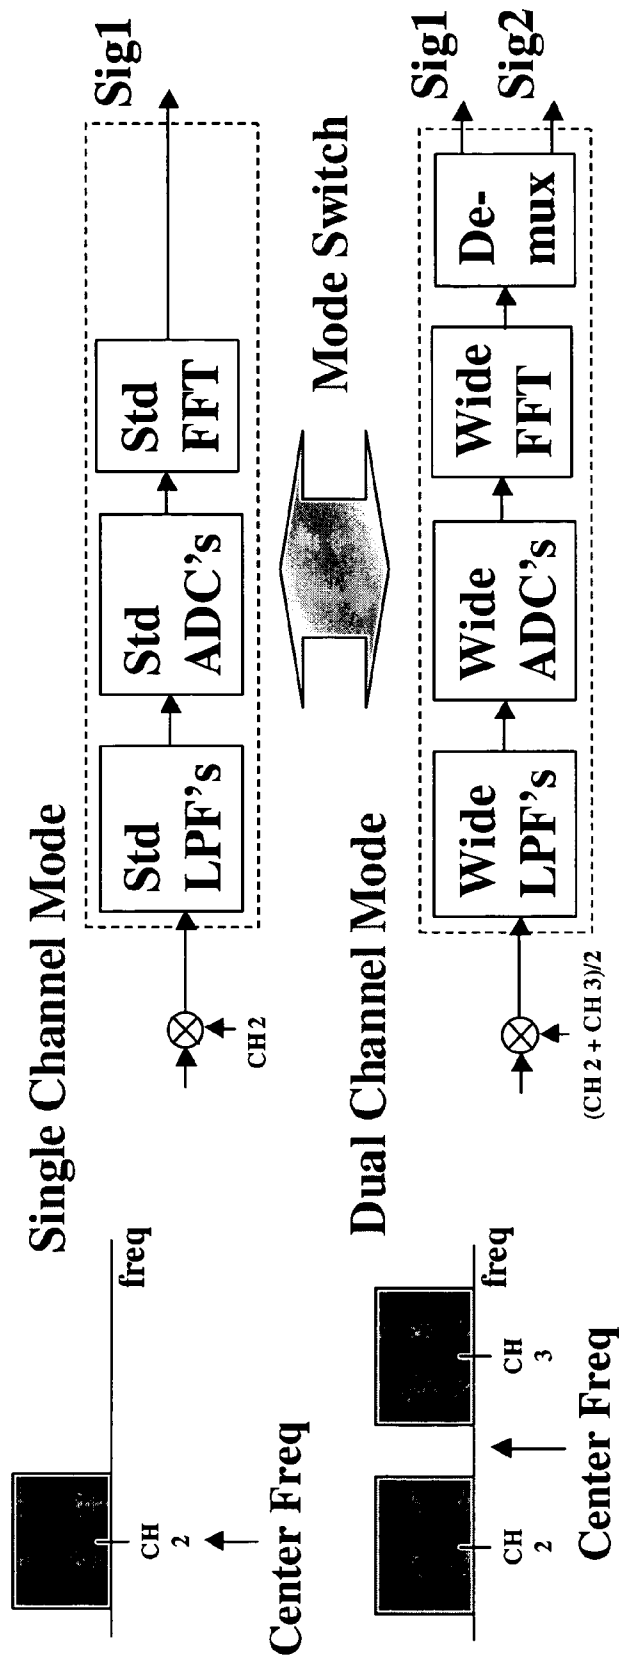 Single Channel Mode
CH
2
freq
Center Freq
CH 2
Std
LPF's
Std
ADC's
Std
FFT
Sig1
Mode Switch
Dual Channel Mode
CH
2
CH
3
freq
Center Freq
(CH 2 + CH 3)/2
Wide
LPF's
Wide
ADC's
Wide
FFT
De-
mux
Sig1
Sig2